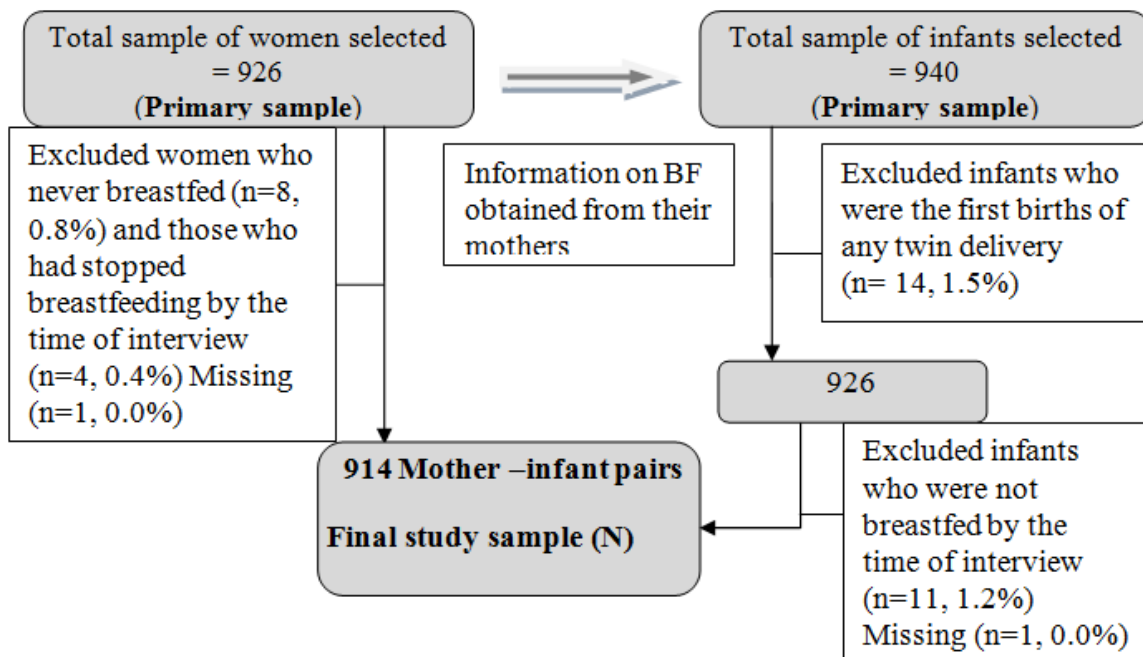 Total sample of women selected
= 926
(Primary sample)
Total sample of infants selected
= 940
(Primary sample)
Excluded women who
never breastfed (n=8,
0.8%) and those who
had stopped
breastfeeding by the
time of interview
(n=4, 0.4%) Missing
(n=1, 0.0%)
Information on BF
obtained from their
mothers
Excluded infants who
were the first births of
any twin delivery
(n= 14, 1.5%)
926
914 Mother –infant pairs
Final study sample (N)
Excluded infants
who were not
breastfed by the
time of interview
(n=11, 1.2%)
Missing (n=1, 0.0%)